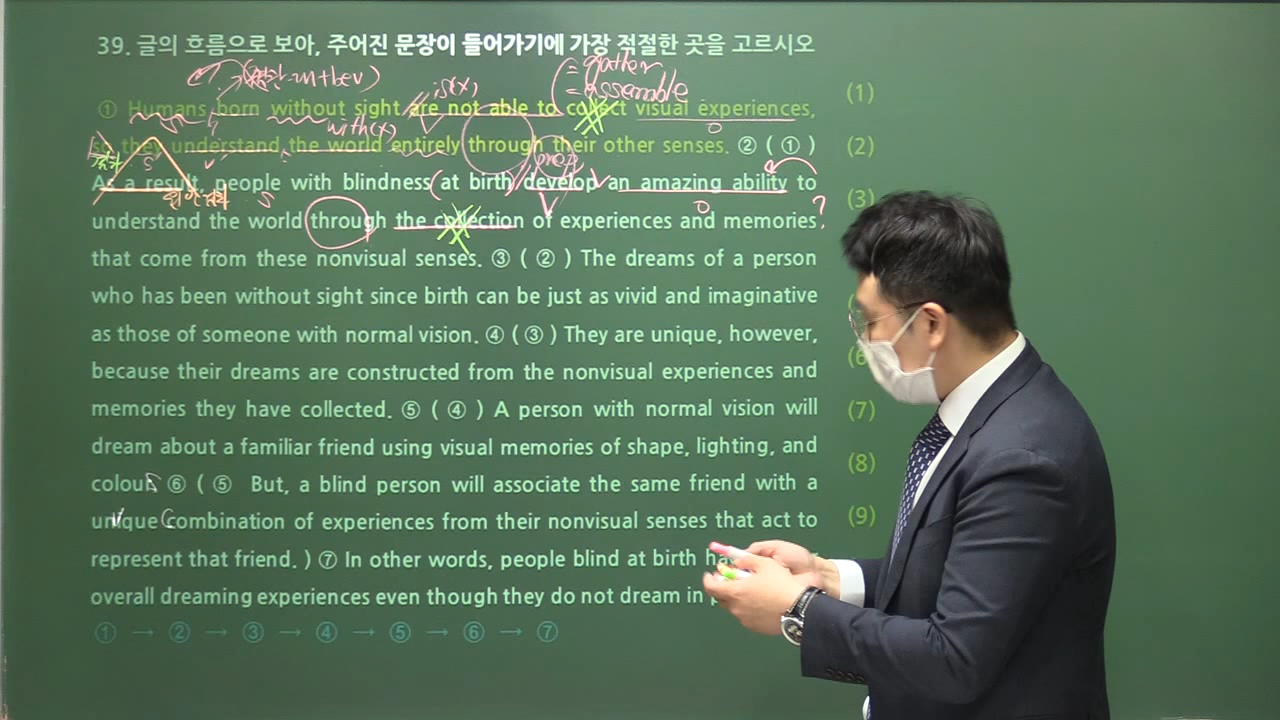 39. 글의 흐름으로 보아, 주어진 문장이 들어가기에 가장 적절한 곳을 고르시오
= gather
= assemble
is(x)
① Humans born without sight are not able to collect visual experiences,
with(x)
so they understand the world entirely through their other senses. ② ( ① )
As a result, people with blindness at birth develop an amazing ability to
understand the world through the collection of experiences and memories
that come from these nonvisual senses. ③ ( ② ) The dreams of a person
who has been without sight since birth can be just as vivid and imaginative
as those of someone with normal vision. ④ ( ③ ) They are unique, however,
because their dreams are constructed from the nonvisual experiences and
memories they have collected. ⑤ ( ④ ) A person with normal vision will
dream about a familiar friend using visual memories of shape, lighting, and
colour. ⑥ ( ⑤ But, a blind person will associate the same friend with a
unique combination of experiences from their nonvisual senses that act to
represent that friend. ) ⑦ In other words, people blind at birth
overall dreaming experiences even though they do not dream in
① → ② → ③ → ④ → ⑤ → ⑥ → ⑦
(1)
(2)
(3)
(6
(7)
(8)
(9)